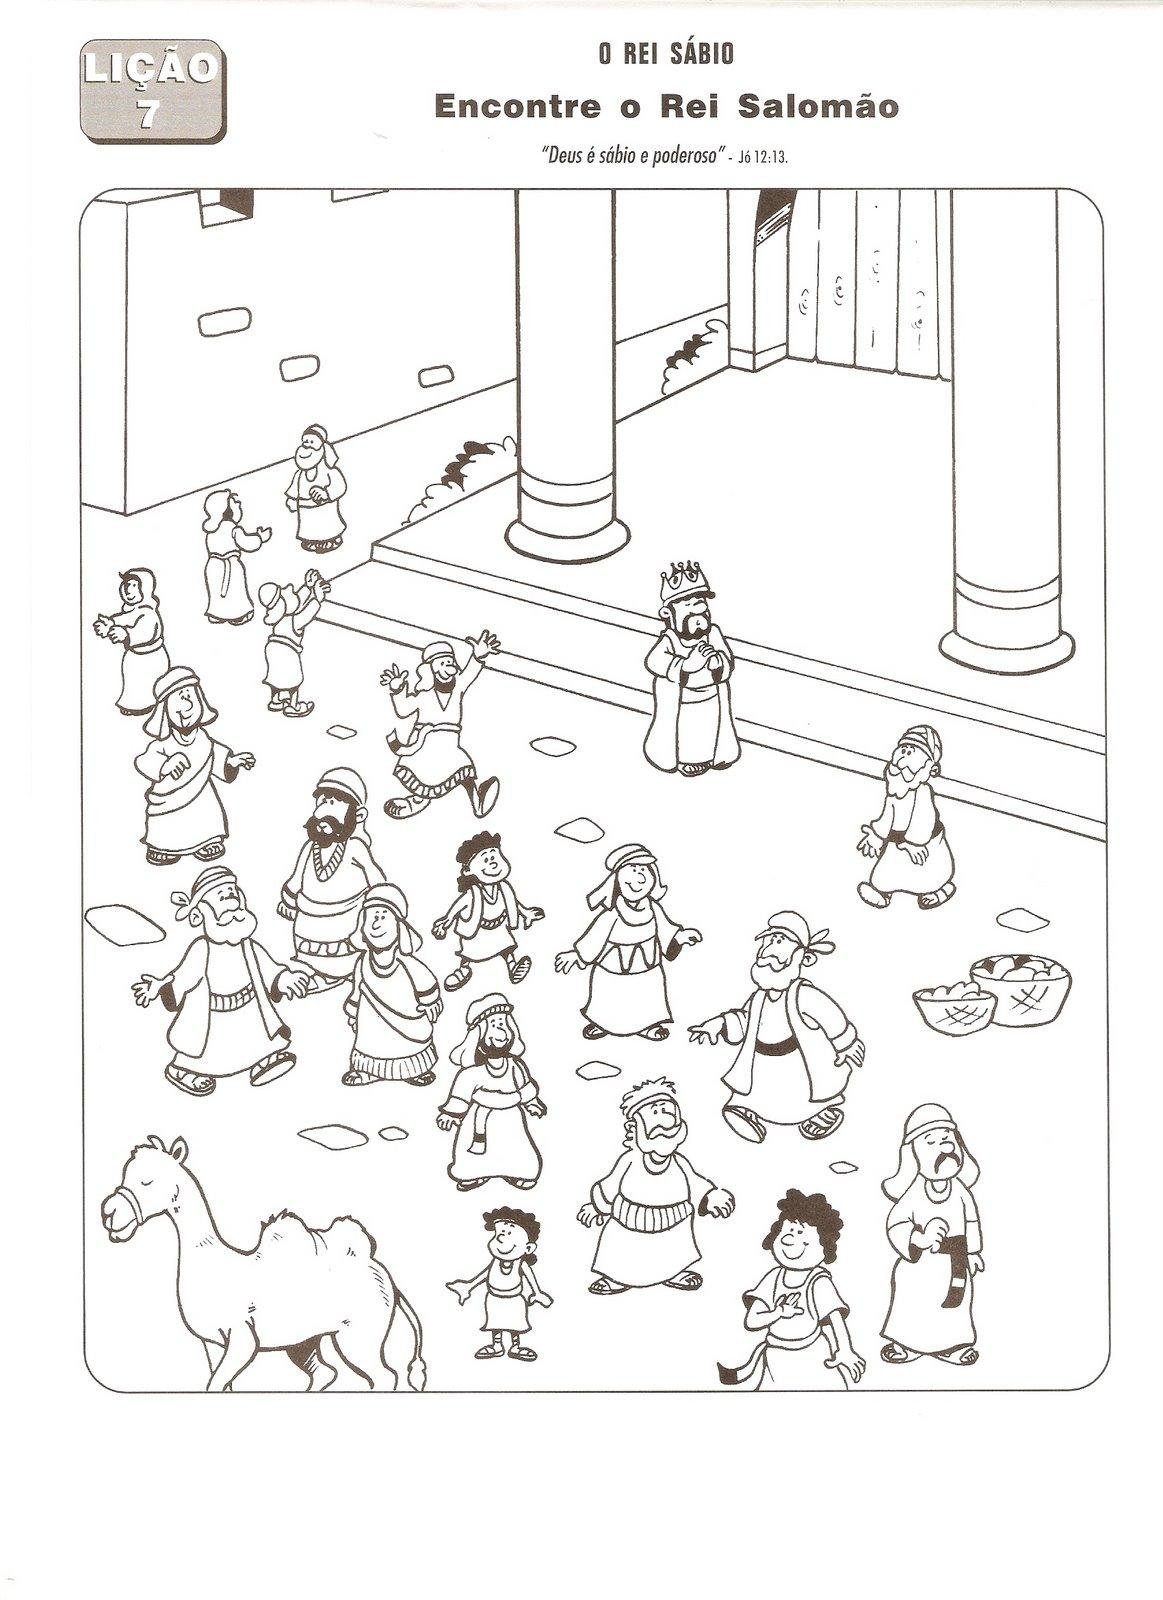 LIÇÃO
7
O REI SÁBIO
Encontre o Rei Salomão
"Deus é sábio e poderoso" - Jó 12:13.